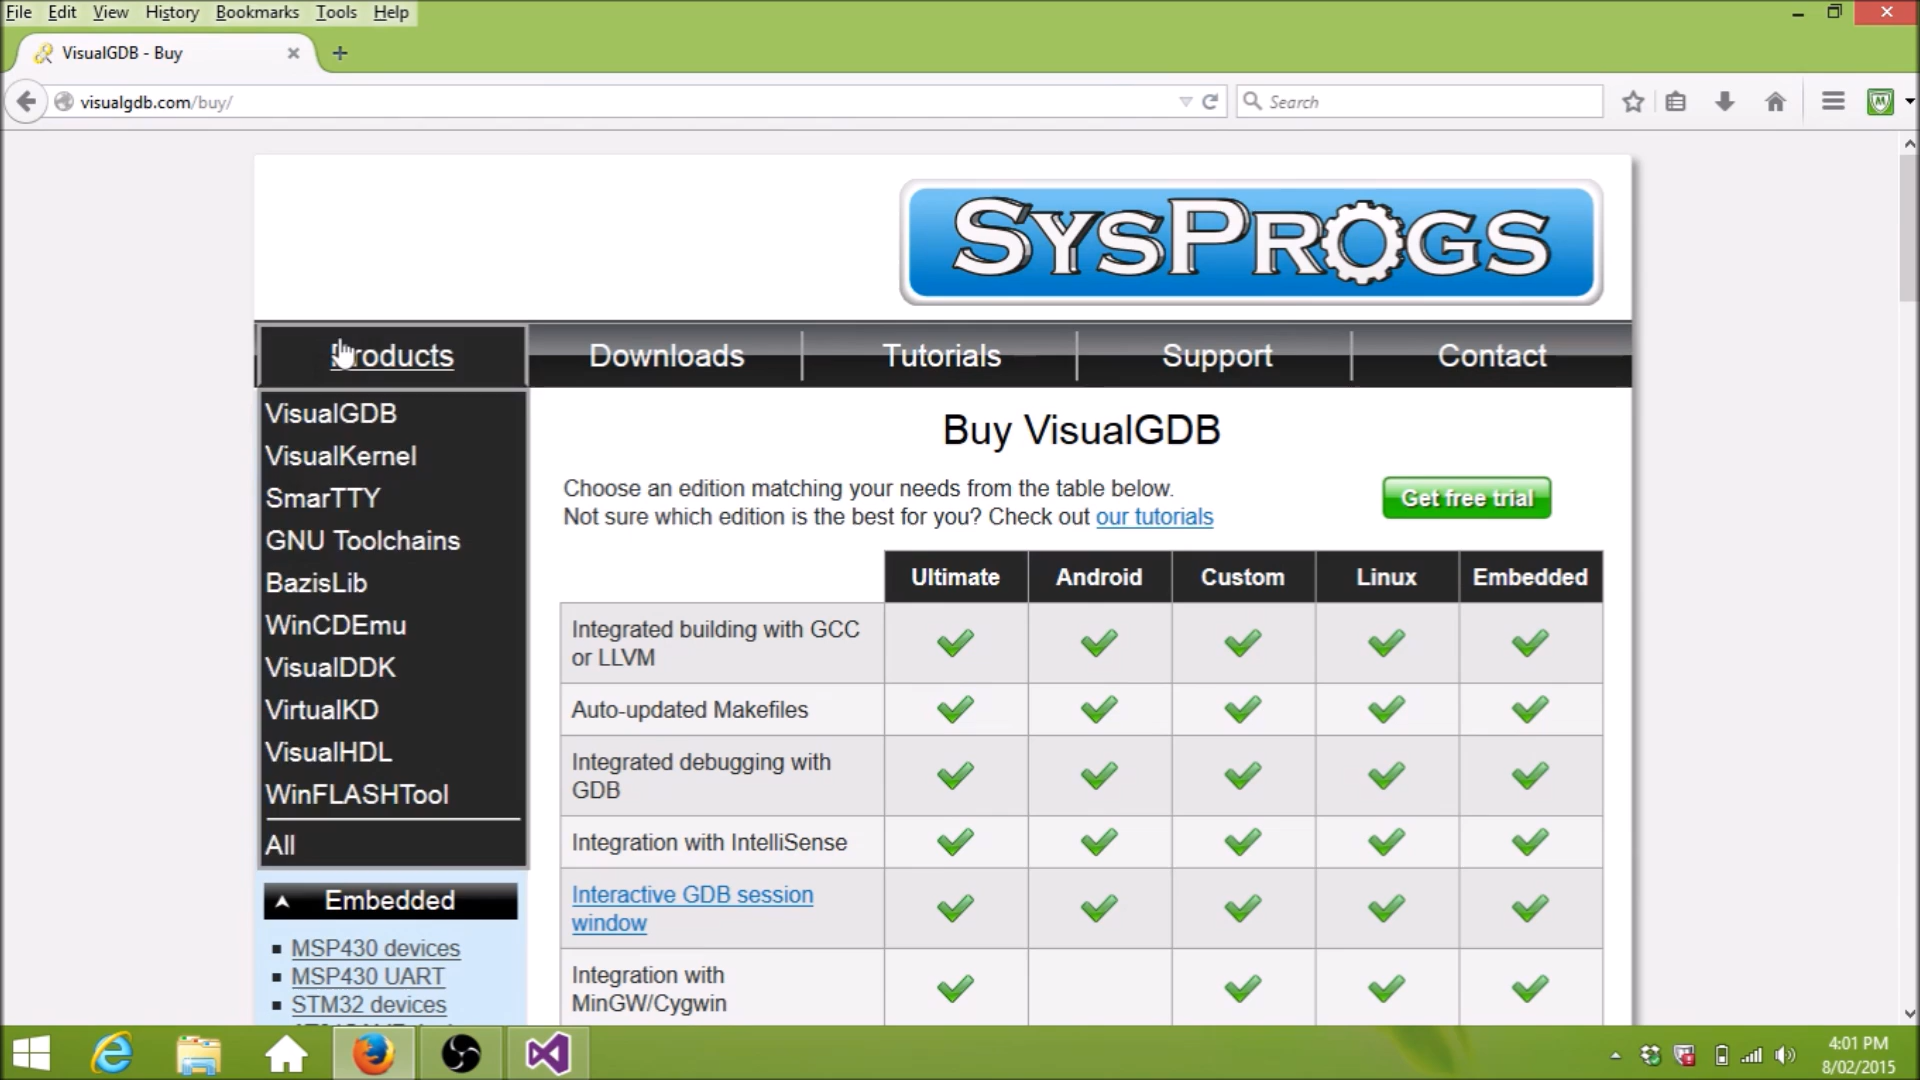 File Edit View History Bookmarks Tools Help
VisualGDB - Buy
visualgdb.com/buy/
Search
SYSPROGS
Products Downloads Tutorials Support Contact
VisualGDB
VisualKernel
SmarTTY
GNU Toolchains
BazisLib
WinCDEmu
VisualDDK
VirtualKD
VisualHDL
WinFLASHTool
All
Embedded
MSP430 devices
MSP430 UART
STM32 devices
Buy VisualGDB
Choose an edition matching your needs from the table below.
Not sure which edition is the best for you? Check out our tutorials
Get free trial
Ultimate Android Custom Linux Embedded
Integrated building with GCC
or LLVM
Auto-updated Makefiles
Integrated debugging with
GDB
Integration with IntelliSense
Interactive GDB session
window
Integration with
MinGW/Cygwin
4:01 PM
8/02/2015